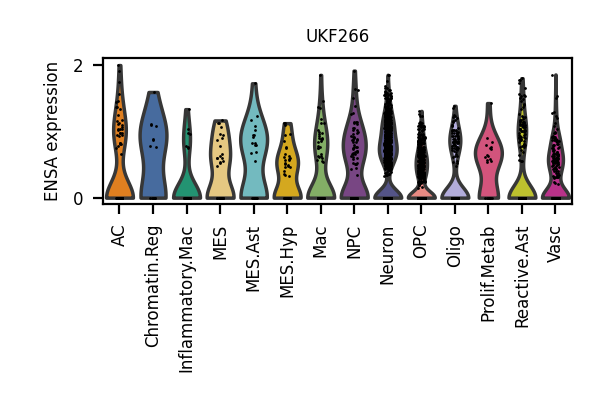 UKF266
ENSA expression
2
0
AC
Chromatin.Reg
Inflammatory.Mac
MES
MES.Ast
MES.Hyp
Mac
NPC
Neuron
OPC
Oligo
Prolif.Metab
Reactive.Ast
Vasc